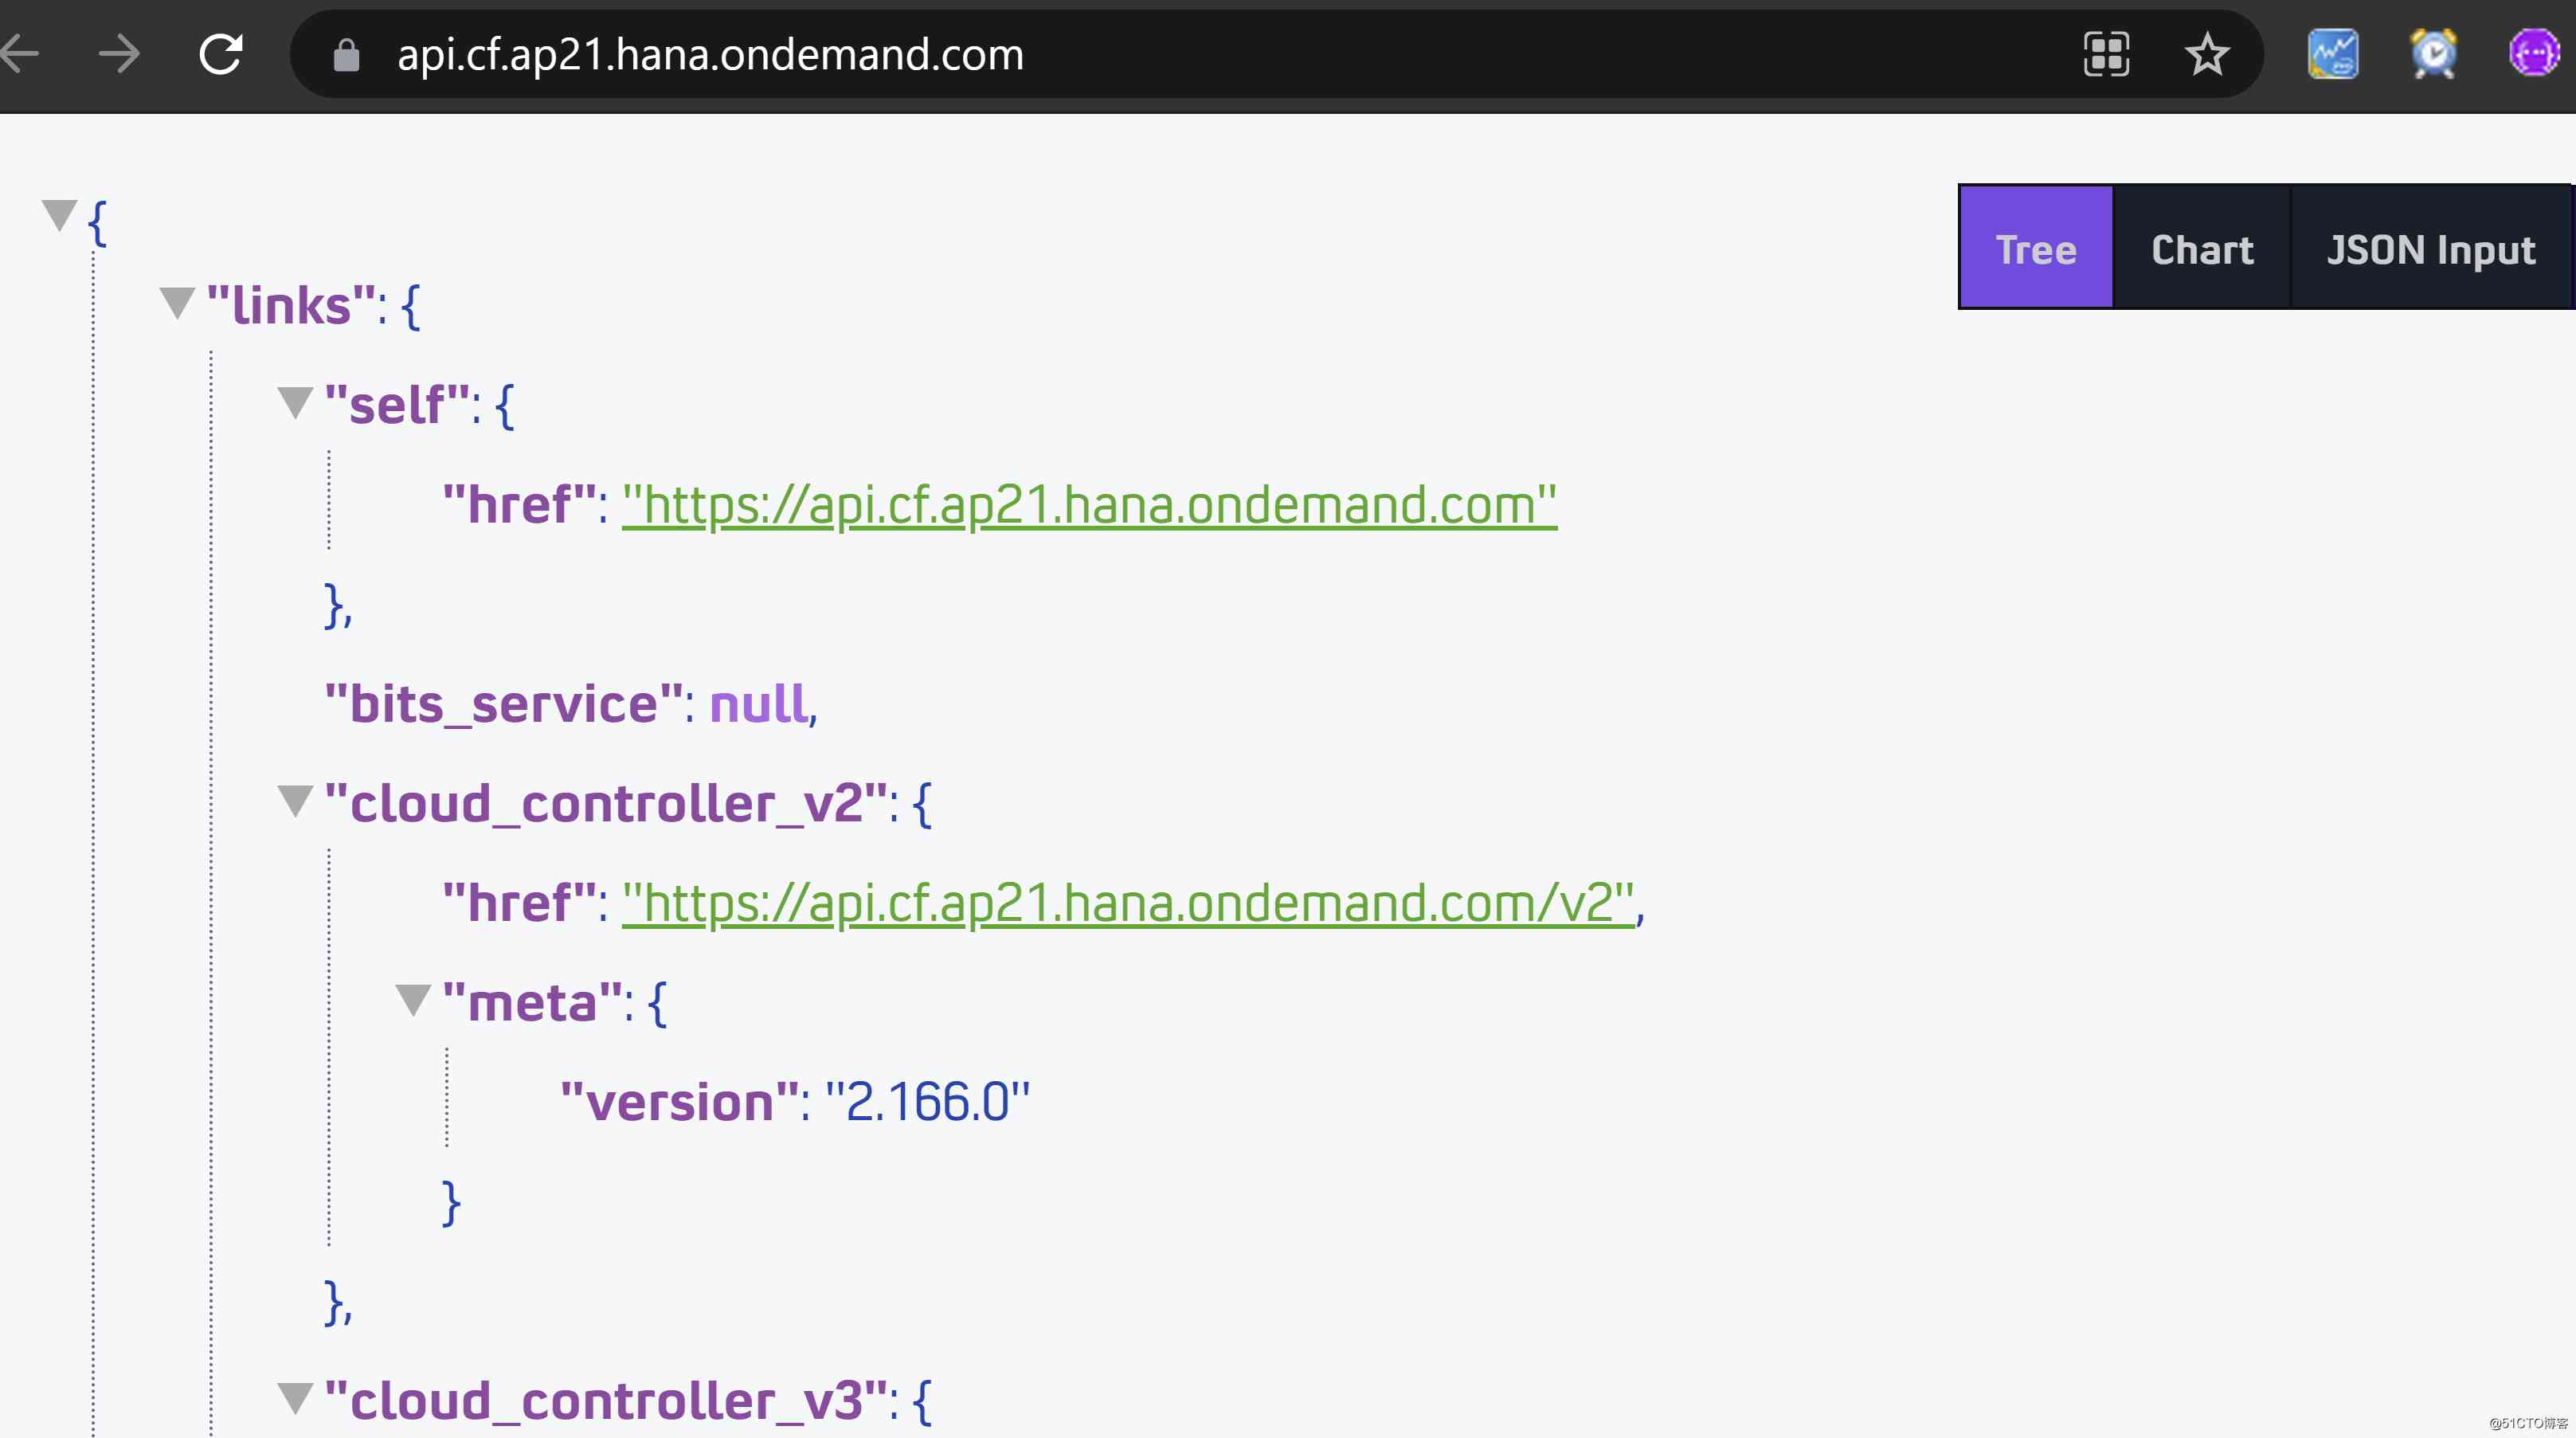 api.cf.ap21.hana.ondemand.com
Tree Chart JSON Input
{
"links": {
"self": {
"href": "https://api.cf.ap21.hana.ondemand.com"
},
"bits_service": null,
"cloud_controller_v2": {
"href": "https://api.cf.ap21.hana.ondemand.com/v2",
"meta": {
"version": "2.166.0"
}
},
"cloud_controller_v3": {
@51CTO博客